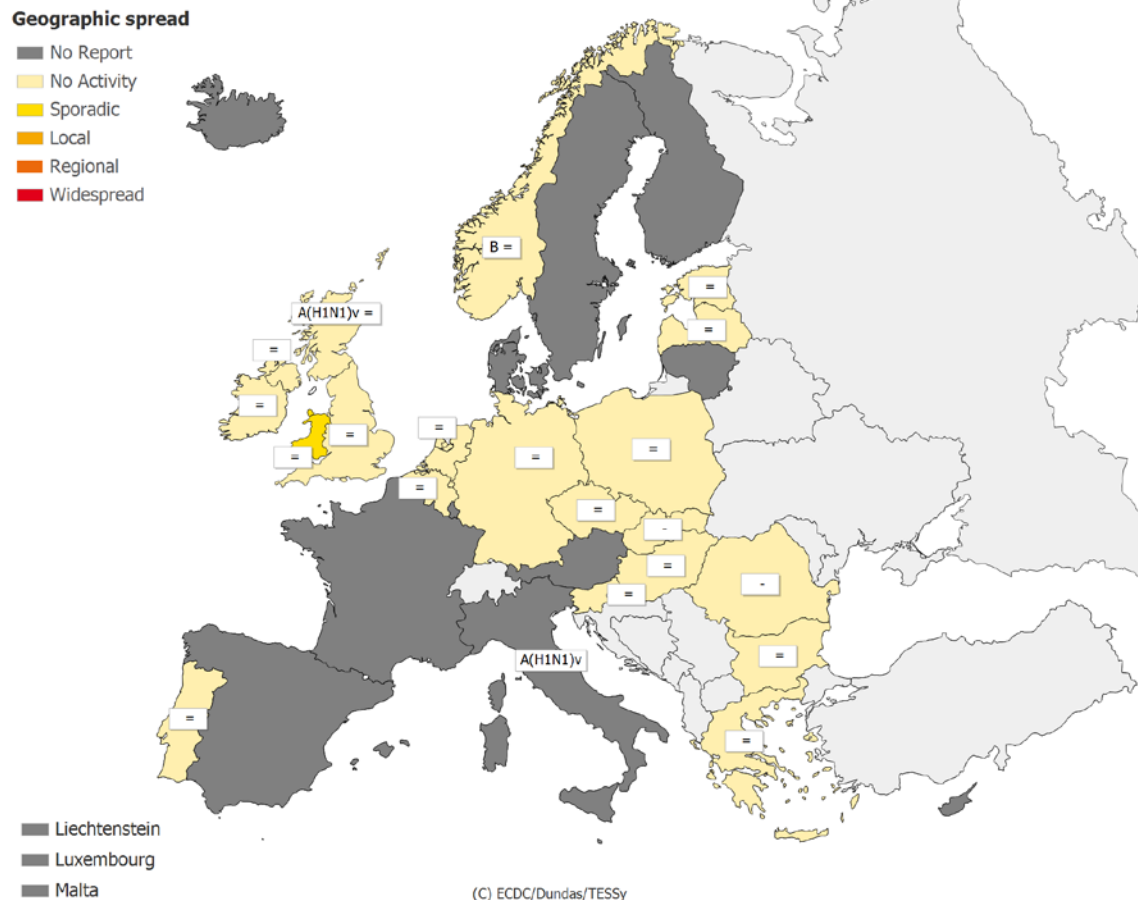 Geographic spread
No Report
No Activity
Sporadic
Local
Regional
Widespread
B =
=
A(H1N1)v =
=
=
=
=
=
=
=
=
=
=
-
=
-
=
=
A(H1N1)v
=
=
Liechtenstein
Luxembourg
Malta
(C) ECDC/Dundas/TESSy